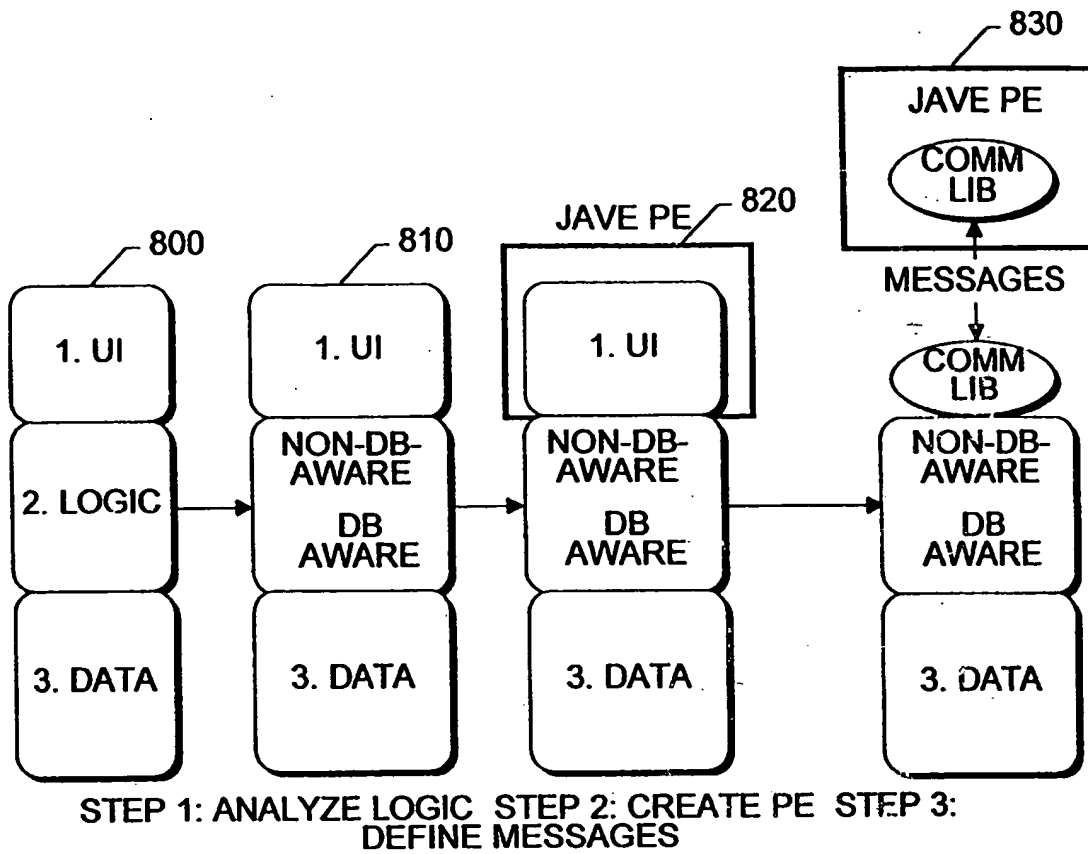 830
JAVE PE
COMM
LIB
820
JAVE PE
800
810
MESSAGES
1. UI
1. UI
1. UI
COMM
LIB
2. LOGIC
NON-DB-
AWARE
DB
AWARE
NON-DB-
AWARE
DB
AWARE
NON-DB-
AWARE
DB
AWARE
3. DATA
3. DATA
3. DATA
3. DATA
STEP 1: ANALYZE LOGIC STEP 2: CREATE PE STEP 3:
DEFINE MESSAGES